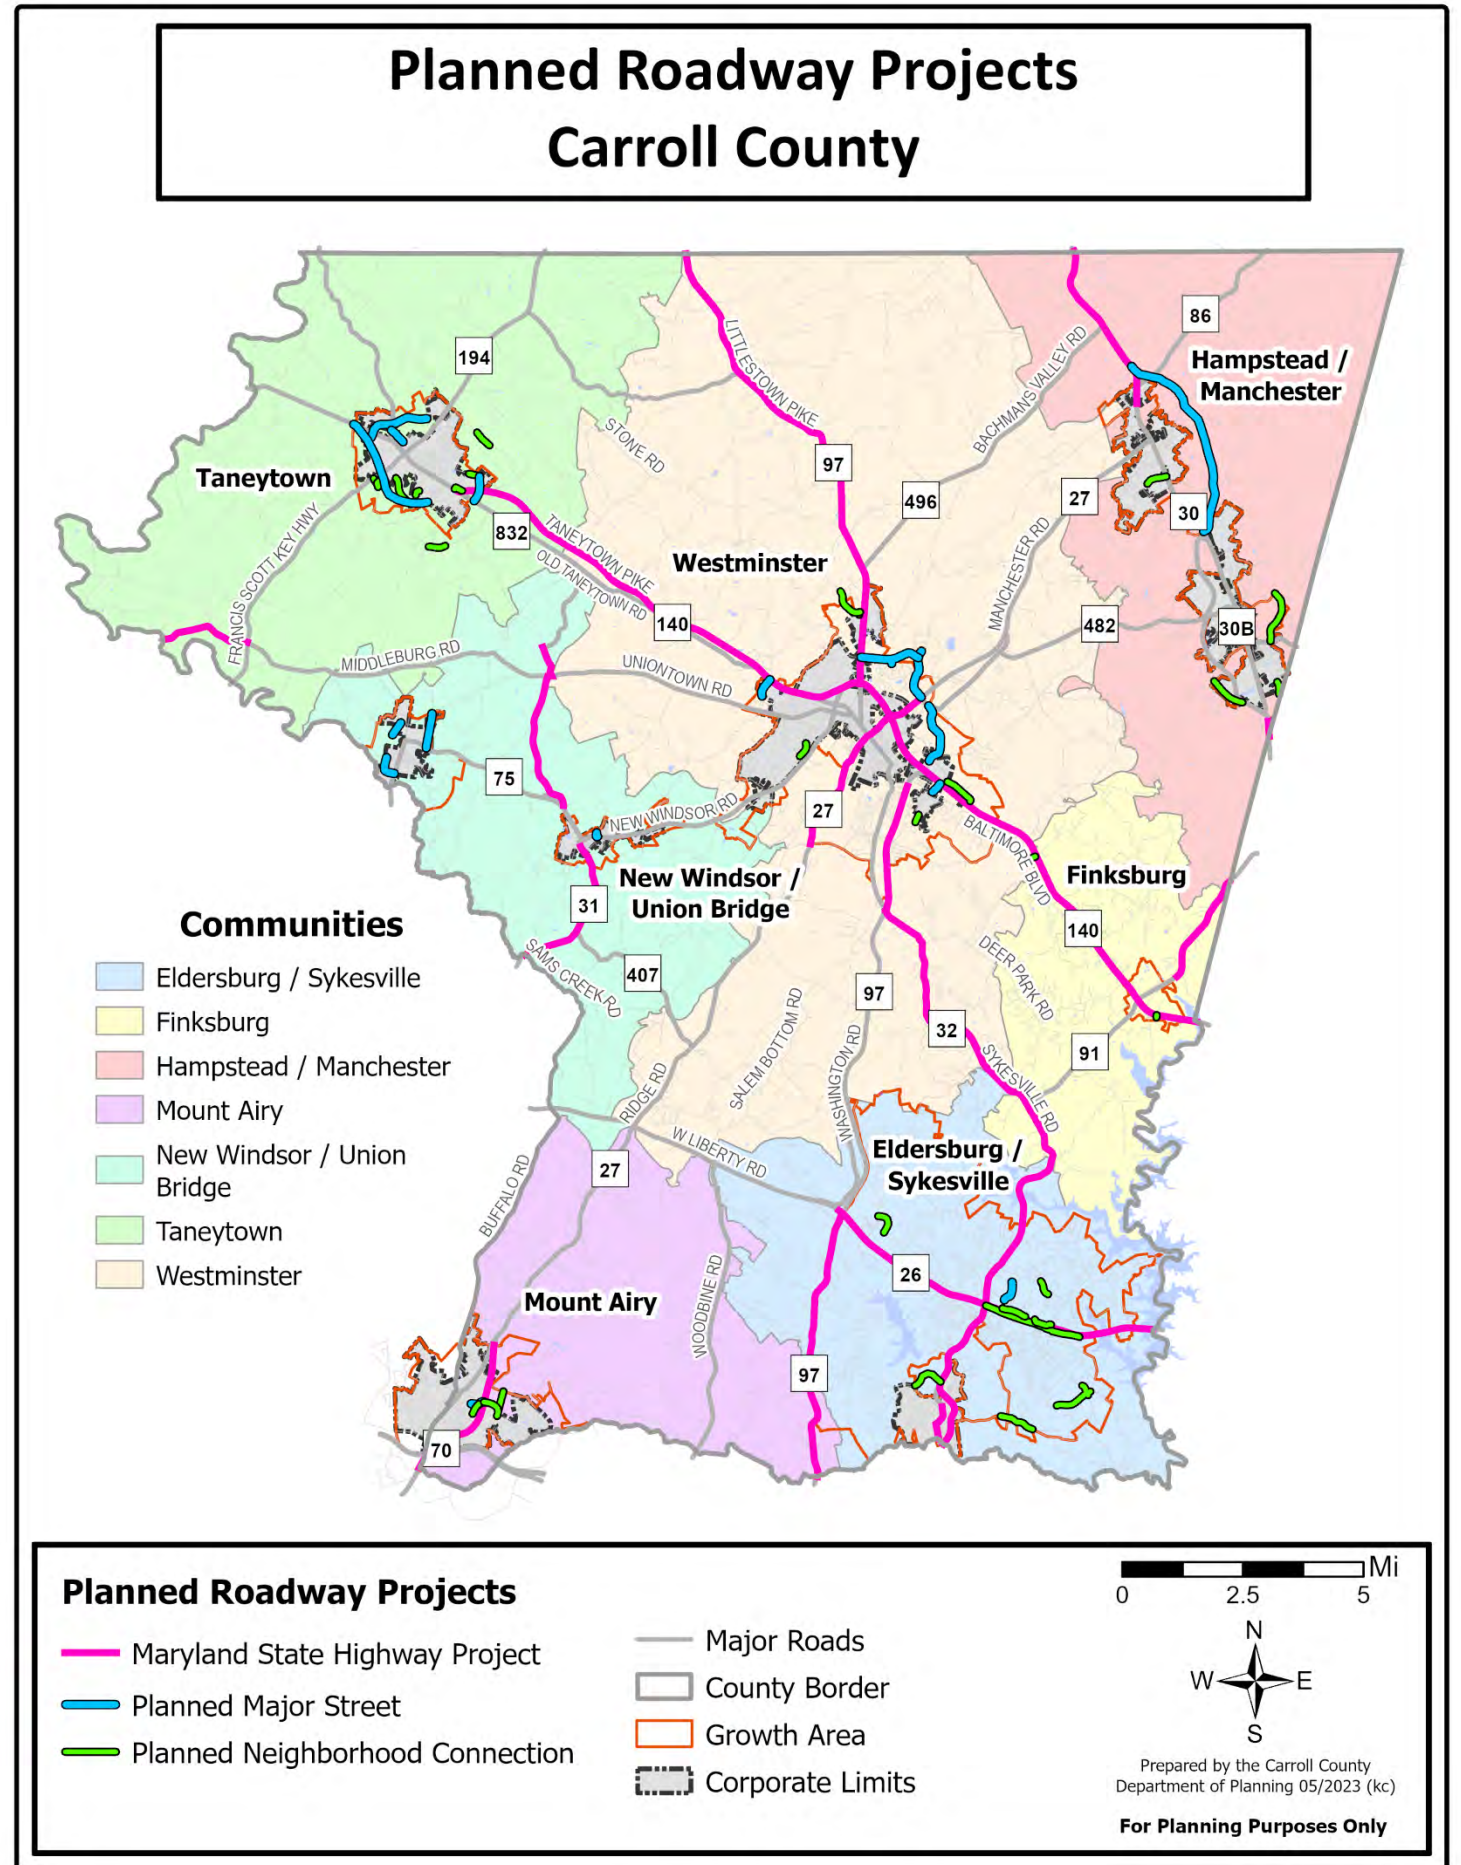 Planned Roadway Projects
Carroll County
86
194
Hampstead /
Manchester
LITTLESTOWN PIKE
BACHMANS VALLEY RD
STONE RD
97
Taneytown
496
27
30
832
TANEYTOWN PIKE
FRANCIS SCOTT KEY HWY
OLD TANEYTOWN RD
Westminster
MANCHESTER RD
140
482
30B
MIDDLEBURG RD
UNIONTOWN RD
75
27
NEW WINDSOR RD
BALTIMORE BLVD
New Windsor /
Union Bridge
Finksburg
31
140
SAMS CREEK RD
407
DEER PARK RD
97
SALEM BOTTOM RD
32
WASHINGTON RD
91
SYKESVILLE RD
RIDGE RD
W LIBERTY RD
27
Eldersburg /
Sykesville
BUFFALO RD
26
Mount Airy
WOODBINE RD
97
70
Communities
Eldersburg / Sykesville
Finksburg
Hampstead / Manchester
Mount Airy
New Windsor / Union
Bridge
Taneytown
Westminster
Planned Roadway Projects
Maryland State Highway Project
Planned Major Street
Planned Neighborhood Connection
Major Roads
County Border
Growth Area
Corporate Limits
Mi
0 2.5 5
N
W E
S
Prepared by the Carroll County
Department of Planning 05/2023 (kc)
For Planning Purposes Only